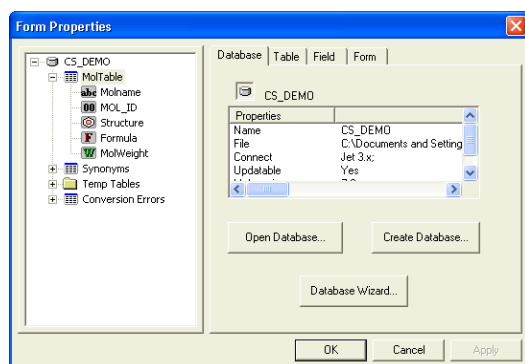 Form Properties
CS_DEMO
MolTable
abc Molname
00 MOL_ID
Structure
F Formula
W MolWeight
Synonyms
Temp Tables
Conversion Errors
Database Table Field Form
CS_DEMO
Properties
Name CS_DEMO
File C:\Documents and Setting
Connect Jet 3.x;
Updatable Yes
Open Database... Create Database...
Database Wizard...
OK Cancel Apply